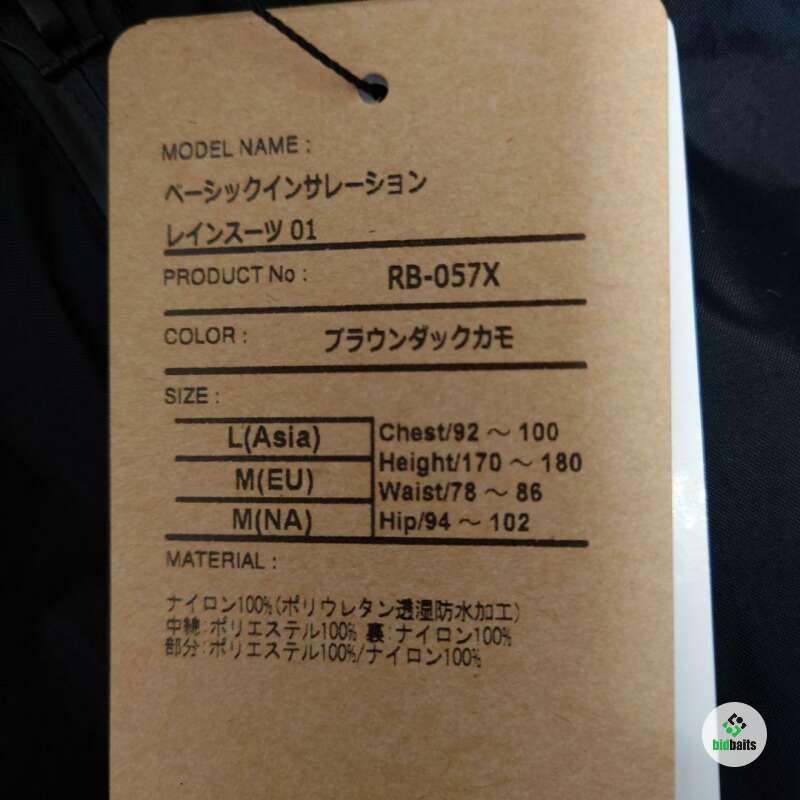 MODEL NAME :
ベーシックインサレーション
レインスーツ 01
PRODUCT No : RB-057X
COLOR : ブラウンダックカモ
SIZE :
L(Asia) Chest/92 ～ 100
M(EU) Height/170 ～ 180
Waist/78 ～ 86
M(NA) Hip/94 ～ 102
MATERIAL :
ナイロン100%(ポリウレタン透湿防水加工)
中綿:ポリエステル100% 裏:ナイロン100%
部分:ポリエステル100%/ナイロン100%
bidbaits